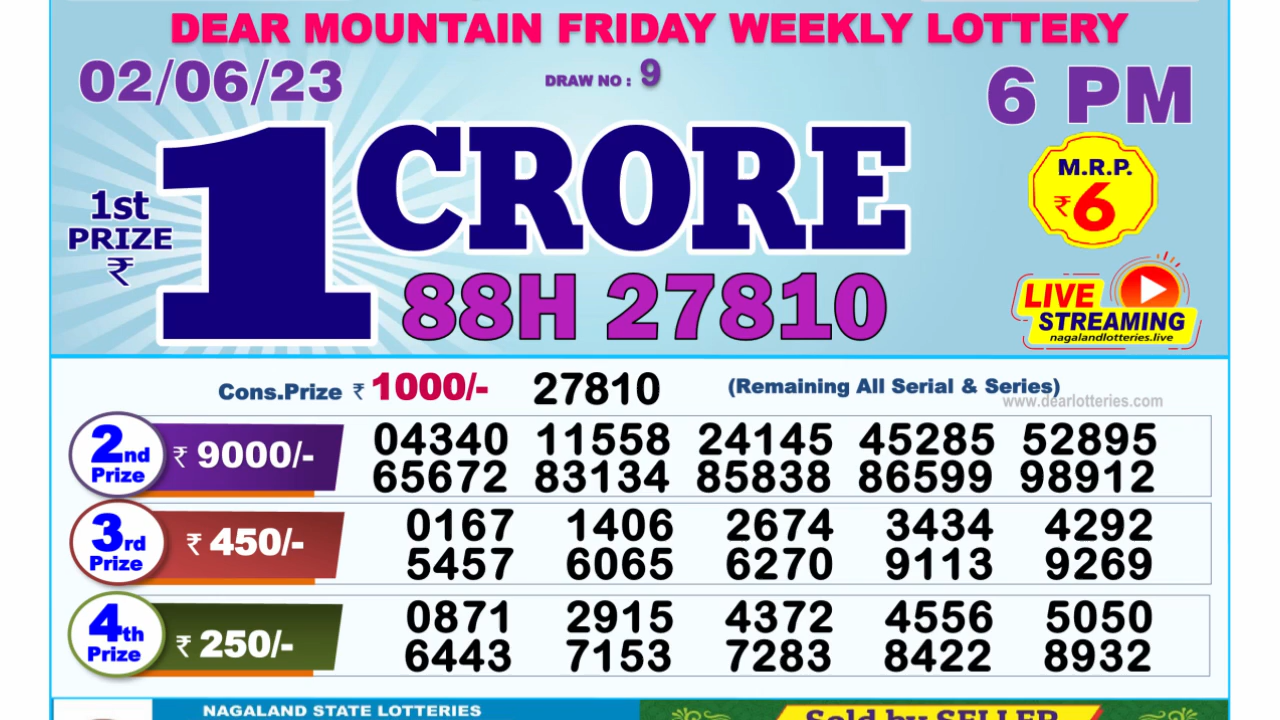 DEAR MOUNTAIN FRIDAY WEEKLY LOTTERY
02/06/23 DRAW NO : 9 6 PM
1st PRIZE ₹ 1 CRORE
88H 27810
M.R.P. ₹6
LIVE STREAMING
nagalandlotteries.live
Cons.Prize ₹ 1000/- 27810 (Remaining All Serial & Series)
www.dearlotteries.com
2nd Prize ₹ 9000/-
04340 11558 24145 45285 52895
65672 83134 85838 86599 98912
3rd Prize ₹ 450/-
0167 1406 2674 3434 4292
5457 6065 6270 9113 9269
4th Prize ₹ 250/-
0871 2915 4372 4556 5050
6443 7153 7283 8422 8932
NAGALAND STATE LOTTERIES
Sold by SELLER